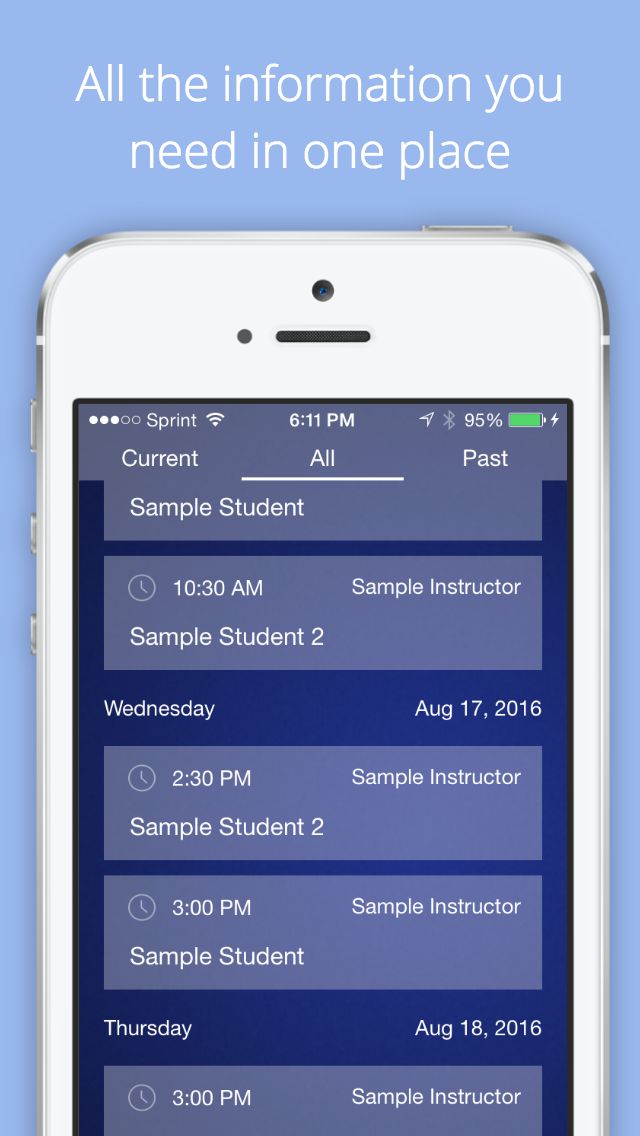 All the information you
need in one place
Sprint 6:11 PM 95%
Current All Past
Sample Student
10:30 AM Sample Instructor
Sample Student 2
Wednesday Aug 17, 2016
2:30 PM Sample Instructor
Sample Student 2
3:00 PM Sample Instructor
Sample Student
Thursday Aug 18, 2016
3:00 PM Sample Instructor